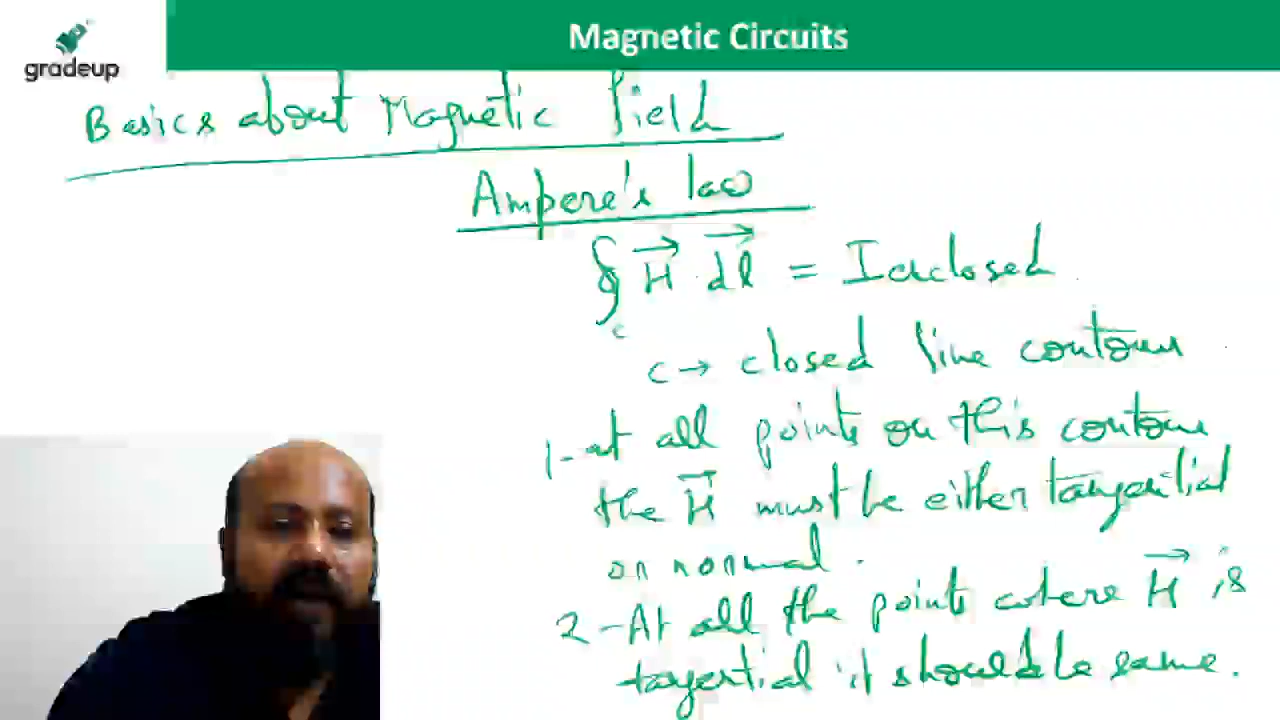 gradeup
Magnetic Circuits
Basics about Magnetic field
Ampere's law
∮ H⃗ . dl⃗ = Ienclosed
c
c → closed line contour
1-at all points on this contour
the H⃗ must be either tangential
or normal.
2-At all the points where H⃗ is
tangential it should be same.